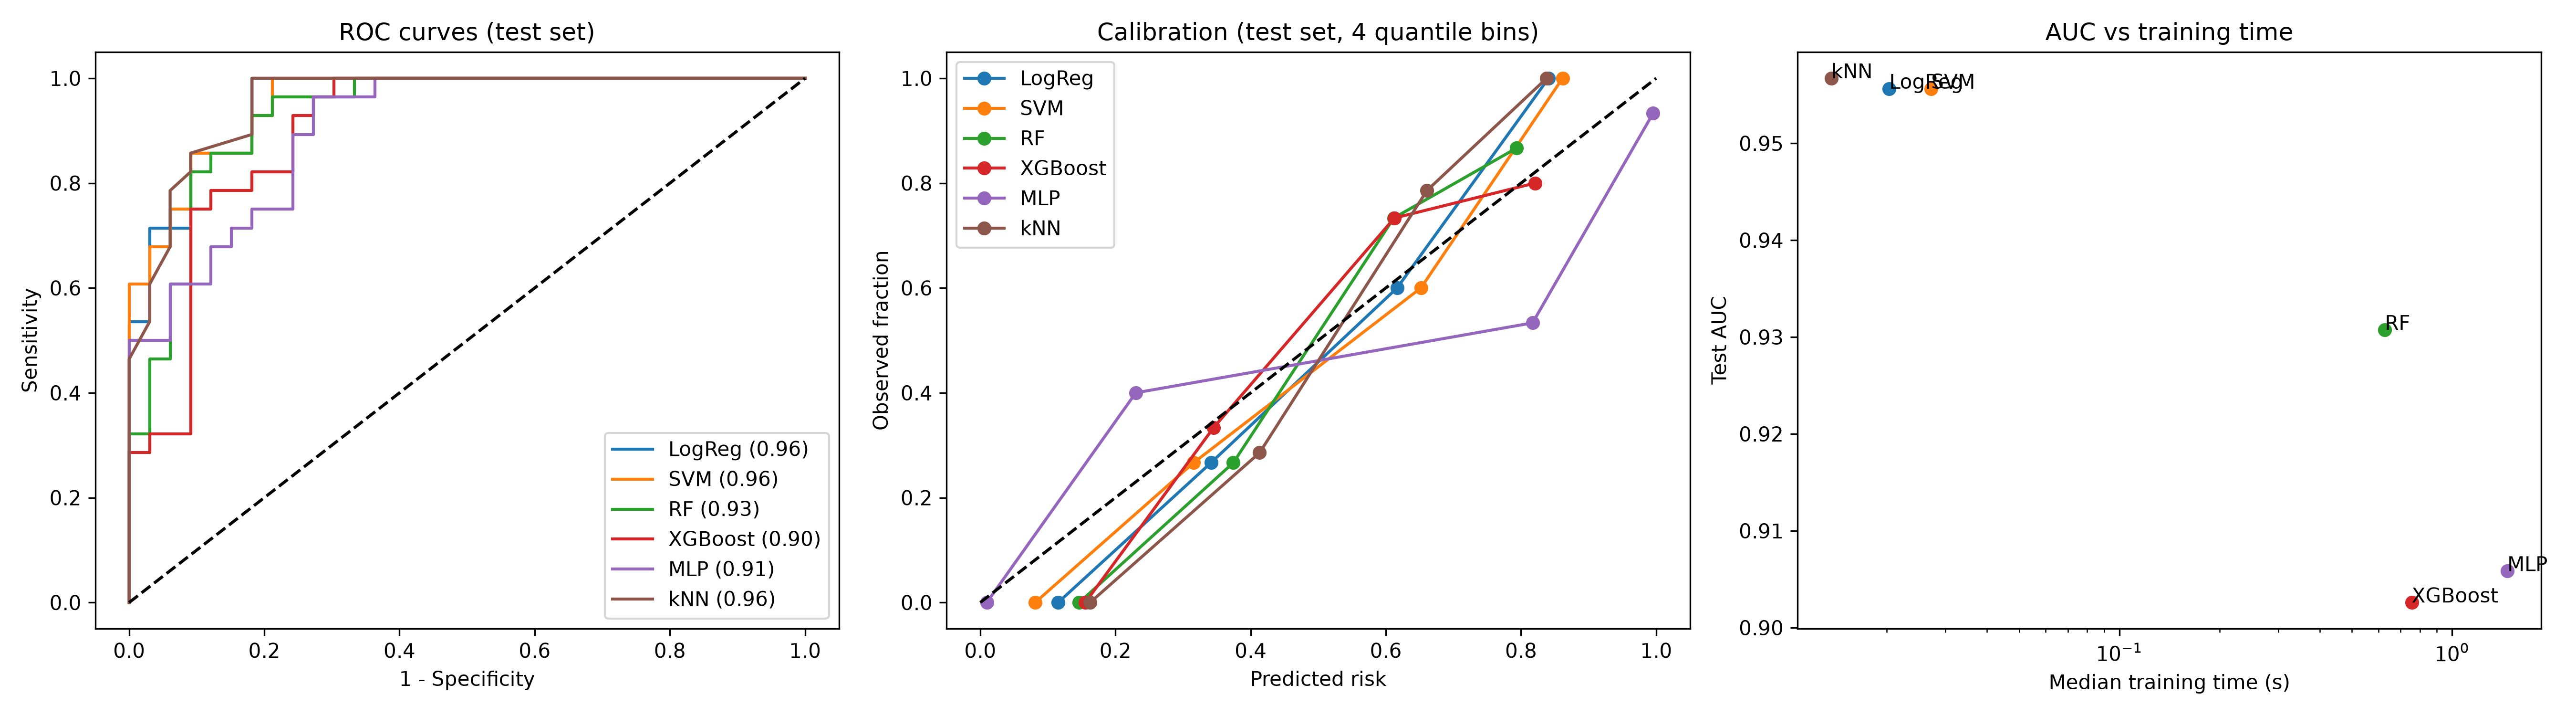 ROC curves (test set)
Sensitivity
1.0
0.8
0.6
0.4
0.2
0.0
0.0 0.2 0.4 0.6 0.8 1.0
1 - Specificity
LogReg (0.96)
SVM (0.96)
RF (0.93)
XGBoost (0.90)
MLP (0.91)
kNN (0.96)
Calibration (test set, 4 quantile bins)
Observed fraction
1.0
0.8
0.6
0.4
0.2
0.0
0.0 0.2 0.4 0.6 0.8 1.0
Predicted risk
LogReg
SVM
RF
XGBoost
MLP
kNN
AUC vs training time
Test AUC
0.95
0.94
0.93
0.92
0.91
0.90
10⁻¹ 10⁰
Median training time (s)
kNN
LogReg
SVM
RF
MLP
XGBoost